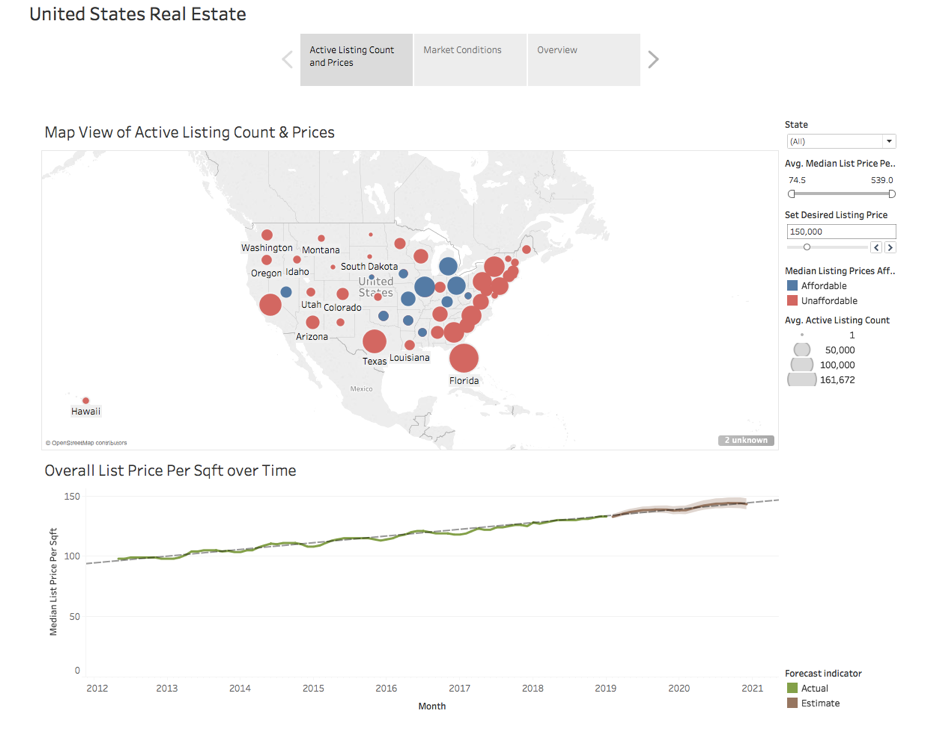 United States Real Estate
Active Listing Count
and Prices
Market Conditions
Overview
Map View of Active Listing Count & Prices
Washington
Montana
Oregon
Idaho
South Dakota
United
States
Utah
Colorado
Arizona
Texas
Louisiana
Florida
Mexico
Hawaii
© OpenStreetMap contributors
2 unknown
State
(All)
Avg. Median List Price Pe..
74.5
539.0
Set Desired Listing Price
150,000
Median Listing Prices Aff..
Affordable
Unaffordable
Avg. Active Listing Count
1
50,000
100,000
161,672
Overall List Price Per Sqft over Time
Median List Price Per Sqft
150
100
50
0
2012 2013 2014 2015 2016 2017 2018 2019 2020 2021
Month
Forecast indicator
Actual
Estimate